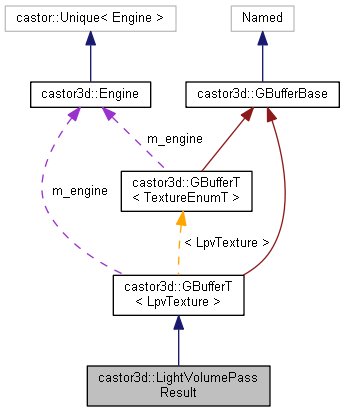 castor::Unique< Engine >
Named
castor3d::Engine
castor3d::GBufferBase
m_engine
m_engine
castor3d::GBufferT
< TextureEnumT >
< LpvTexture >
castor3d::GBufferT
< LpvTexture >
castor3d::LightVolumePass
Result